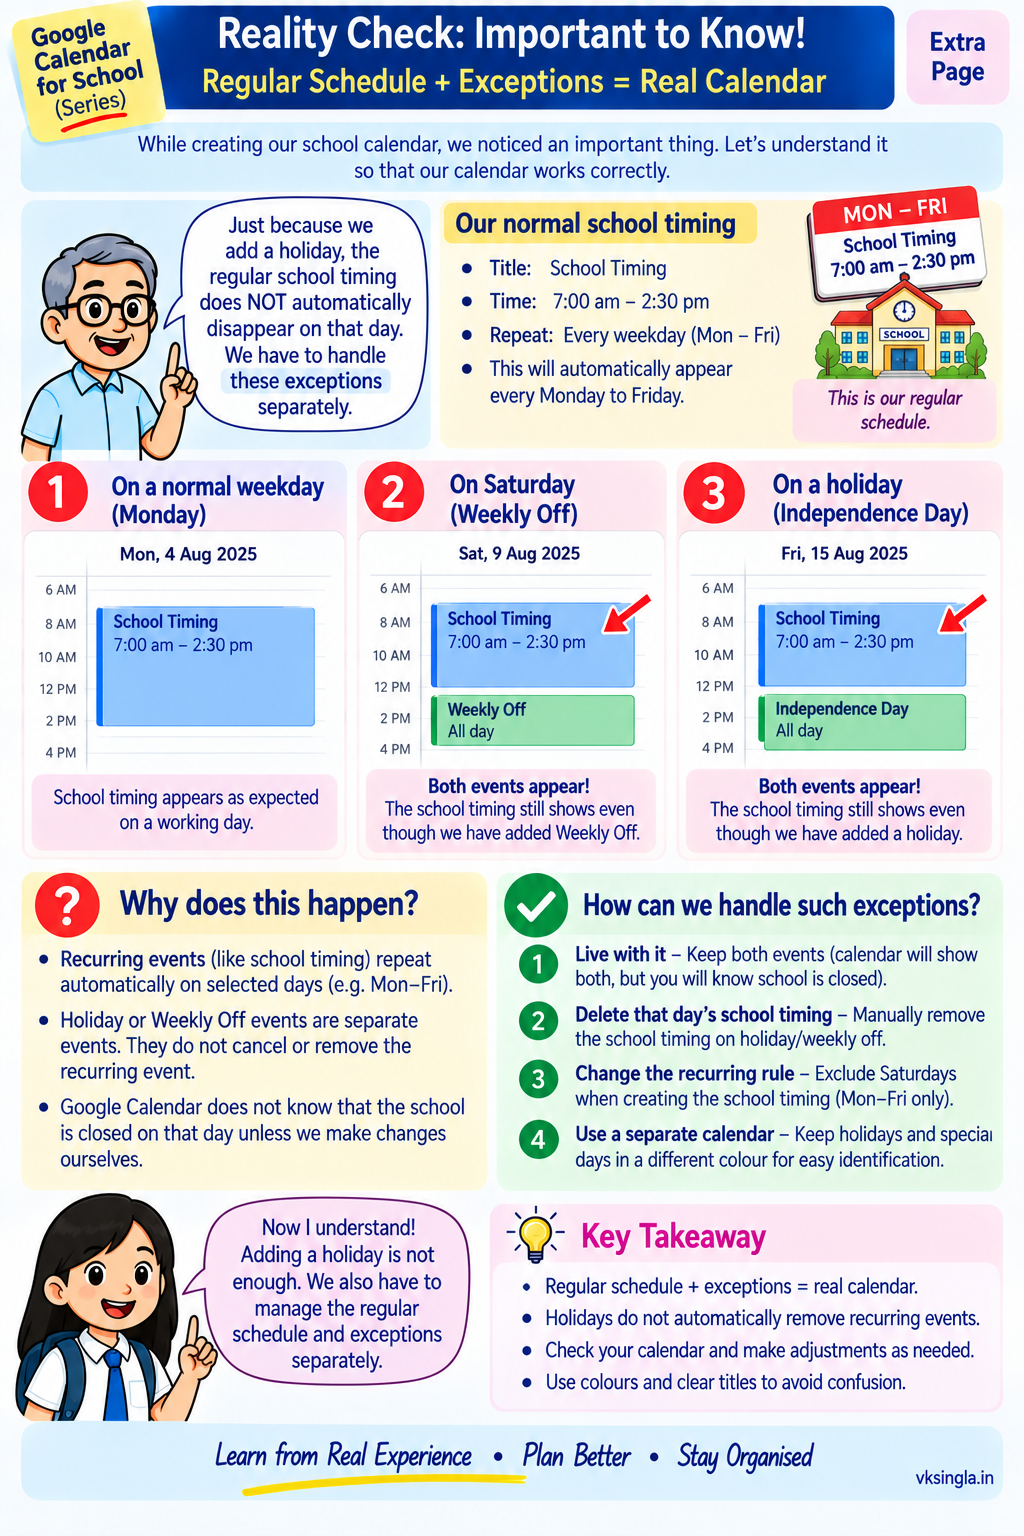 Google
Calendar
for School
(Series)
Reality Check: Important to Know!
Regular Schedule + Exceptions = Real Calendar
Extra
Page
While creating our school calendar, we noticed an important thing. Let's understand it
so that our calendar works correctly.
Just because we
add a holiday, the
regular school timing
does NOT automatically
disappear on that day.
We have to handle
these exceptions
separately.
Our normal school timing
• Title: School Timing
• Time: 7:00 am – 2:30 pm
• Repeat: Every weekday (Mon – Fri)
• This will automatically appear
every Monday to Friday.
MON – FRI
School Timing
7:00 am – 2:30 pm
SCHOOL
This is our regular
schedule.
1
On a normal weekday
(Monday)
Mon, 4 Aug 2025
6 AM
8 AM
10 AM
12 PM
2 PM
4 PM
School Timing
7:00 am – 2:30 pm
School timing appears as expected
on a working day.
2
On Saturday
(Weekly Off)
Sat, 9 Aug 2025
6 AM
8 AM
10 AM
12 PM
2 PM
4 PM
School Timing
7:00 am – 2:30 pm
Weekly Off
All day
Both events appear!
The school timing still shows even
though we have added Weekly Off.
3
On a holiday
(Independence Day)
Fri, 15 Aug 2025
6 AM
8 AM
10 AM
12 PM
2 PM
4 PM
School Timing
7:00 am – 2:30 pm
Independence Day
All day
Both events appear!
The school timing still shows even
though we have added a holiday.
? Why does this happen?
• Recurring events (like school timing) repeat
automatically on selected days (e.g. Mon–Fri).
• Holiday or Weekly Off events are separate
events. They do not cancel or remove the
recurring event.
• Google Calendar does not know that the school
is closed on that day unless we make changes
ourselves.
How can we handle such exceptions?
1 Live with it – Keep both events (calendar will show
both, but you will know school is closed).
2 Delete that day's school timing – Manually remove
the school timing on holiday/weekly off.
3 Change the recurring rule – Exclude Saturdays
when creating the school timing (Mon–Fri only).
4 Use a separate calendar – Keep holidays and special
days in a different colour for easy identification.
Now I understand!
Adding a holiday is not
enough. We also have to
manage the regular
schedule and exceptions
separately.
Key Takeaway
• Regular schedule + exceptions = real calendar.
• Holidays do not automatically remove recurring events.
• Check your calendar and make adjustments as needed.
• Use colours and clear titles to avoid confusion.
Learn from Real Experience • Plan Better • Stay Organised
vksingla.in